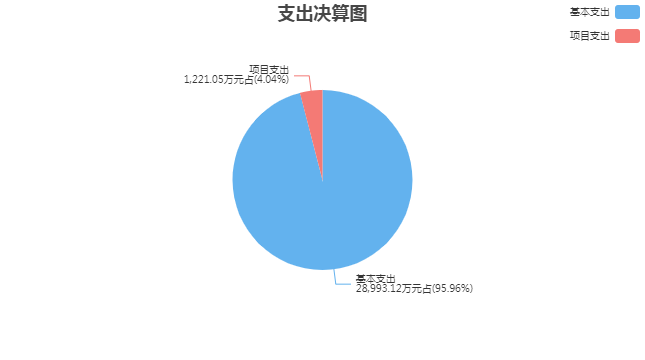 支出决算图
基本支出
项目支出
项目支出
1,221.05万元占(4.04%)
基本支出
28,993.12万元占(95.96%)